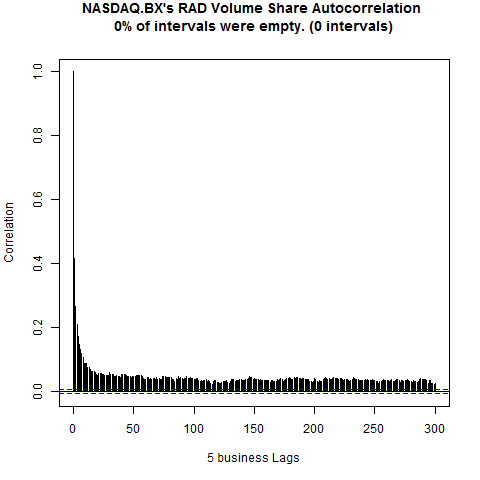 NASDAQ.BX's RAD Volume Share Autocorrelation
0% of intervals were empty. (0 intervals)
Correlation
1.0
0.8
0.6
0.4
0.2
0.0
0 50 100 150 200 250 300
5 business Lags